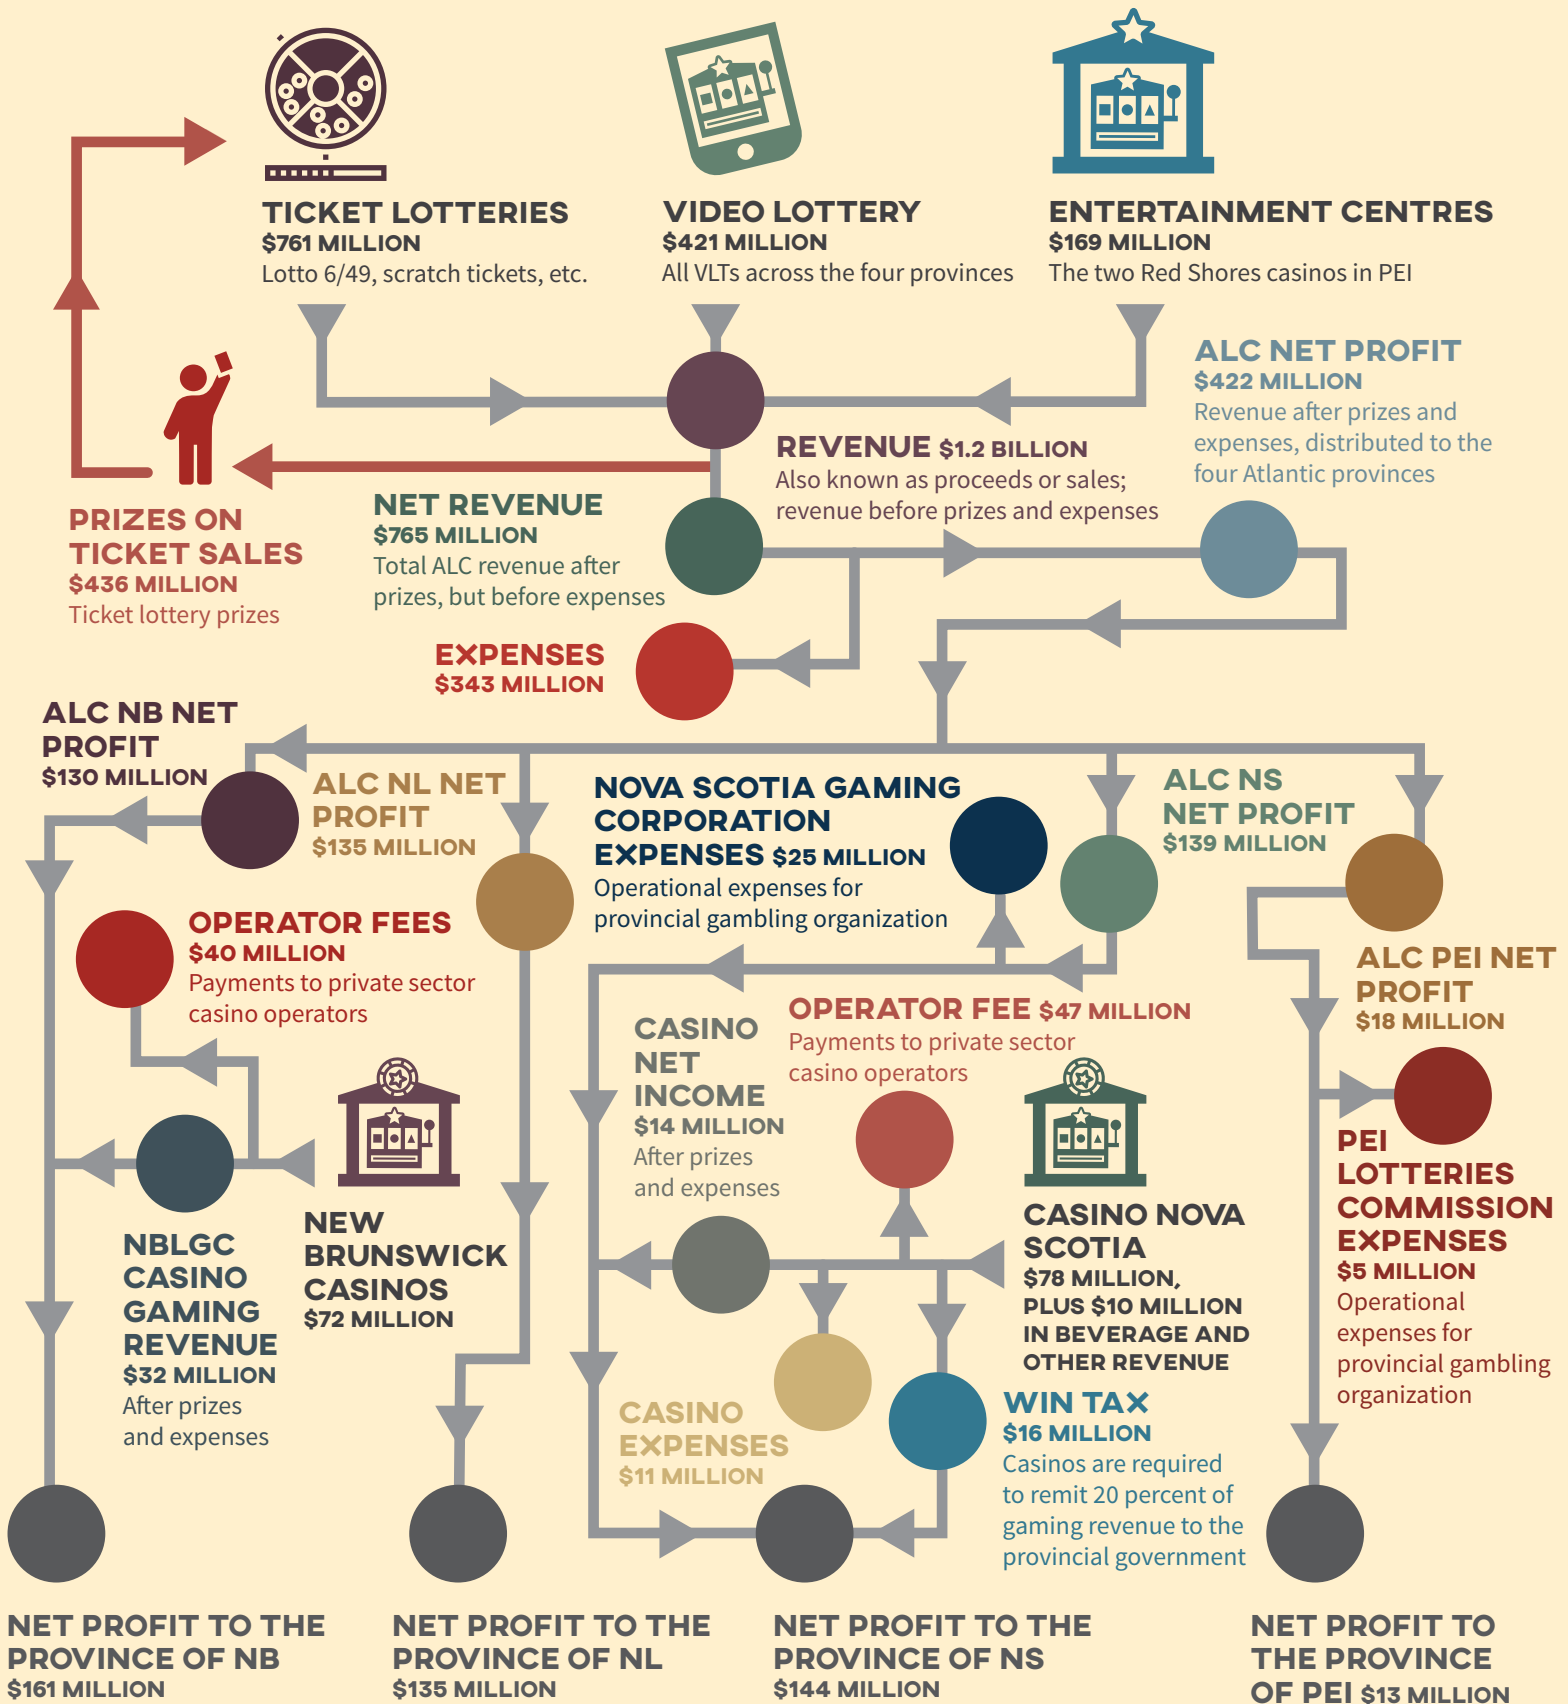 TICKET LOTTERIES
$761 MILLION
Lotto 6/49, scratch tickets, etc.
VIDEO LOTTERY
$421 MILLION
All VLTs across the four provinces
ENTERTAINMENT CENTRES
$169 MILLION
The two Red Shores casinos in PEI
ALC NET PROFIT
$422 MILLION
Revenue after prizes and
expenses, distributed to the
four Atlantic provinces
REVENUE $1.2 BILLION
Also known as proceeds or sales;
revenue before prizes and expenses
PRIZES ON
TICKET SALES
$436 MILLION
Ticket lottery prizes
NET REVENUE
$765 MILLION
Total ALC revenue after
prizes, but before expenses
EXPENSES
$343 MILLION
ALC NB NET
PROFIT
$130 MILLION
ALC NL NET
PROFIT
$135 MILLION
NOVA SCOTIA GAMING
CORPORATION
EXPENSES $25 MILLION
Operational expenses for
provincial gambling organization
ALC NS
NET PROFIT
$139 MILLION
OPERATOR FEES
$40 MILLION
Payments to private sector
casino operators
ALC PEI NET
PROFIT
$18 MILLION
CASINO
NET
INCOME
$14 MILLION
After prizes
and expenses
OPERATOR FEE $47 MILLION
Payments to private sector
casino operators
PEI
LOTTERIES
COMMISSION
EXPENSES
$5 MILLION
Operational
expenses for
provincial gambling
organization
NBLGC
CASINO
GAMING
REVENUE
$32 MILLION
After prizes
and expenses
NEW
BRUNSWICK
CASINOS
$72 MILLION
CASINO NOVA
SCOTIA
$78 MILLION,
PLUS $10 MILLION
IN BEVERAGE AND
OTHER REVENUE
CASINO
EXPENSES
$11 MILLION
WIN TAX
$16 MILLION
Casinos are required
to remit 20 percent of
gaming revenue to the
provincial government
NET PROFIT TO THE
PROVINCE OF NB
$161 MILLION
NET PROFIT TO THE
PROVINCE OF NL
$135 MILLION
NET PROFIT TO THE
PROVINCE OF NS
$144 MILLION
NET PROFIT TO
THE PROVINCE
OF PEI $13 MILLION